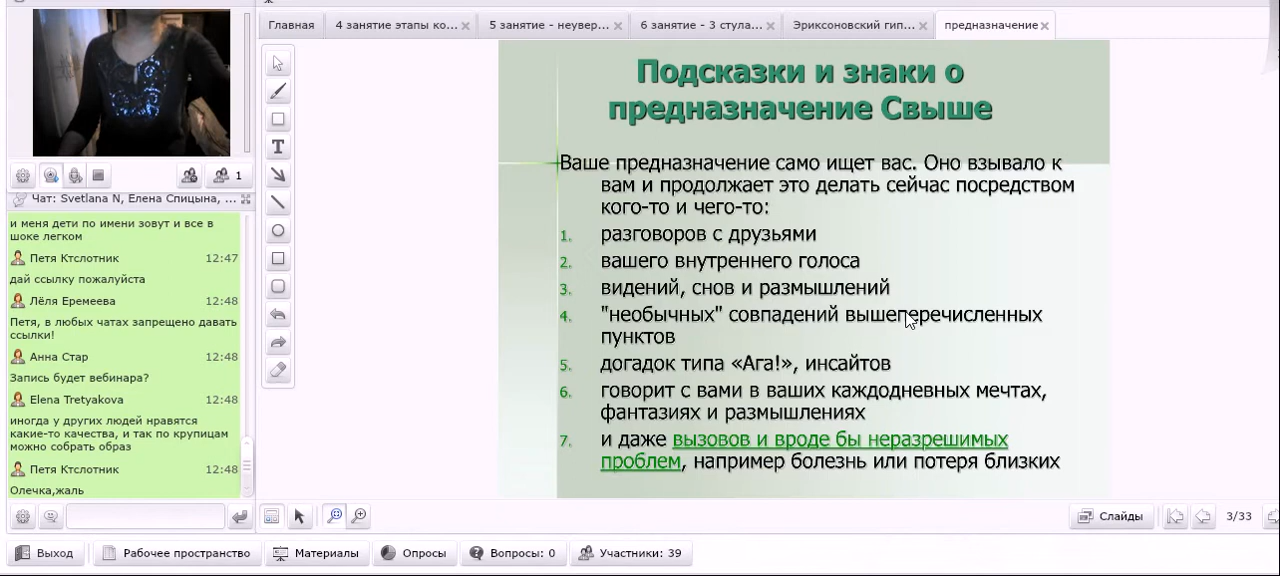 Главная
4 занятие этапы ко...
5 занятие - неувер...
6 занятие - 3 стула...
Эриксоновский гип...
предназначение
1
Чат: Svetlana N, Елена Спицына, ...
и меня дети по имени зовут и все в
шоке легком
Петя Ктслотник 12:47
дай ссылку пожалуйста
Лёля Еремеева 12:48
Петя, в любых чатах запрещено давать
ссылки!
Анна Стар 12:48
Запись будет вебинара?
Elena Tretyakova 12:48
иногда у других людей нравятся
какие-то качества, и так по крупицам
можно собрать образ
Петя Ктслотник 12:48
Олечка,жаль
T
Подсказки и знаки о
предназначение Свыше
Ваше предназначение само ищет вас. Оно взывало к
вам и продолжает это делать сейчас посредством
кого-то и чего-то:
1. разговоров с друзьями
2. вашего внутреннего голоса
3. видений, снов и размышлений
4. "необычных" совпадений вышеперечисленных
пунктов
5. догадок типа «Ага!», инсайтов
6. говорит с вами в ваших каждодневных мечтах,
фантазиях и размышлениях
7. и даже вызовов и вроде бы неразрешимых
проблем, например болезнь или потеря близких
Слайды
3/33
Выход
Рабочее пространство
Материалы
Опросы
Вопросы: 0
Участники: 39